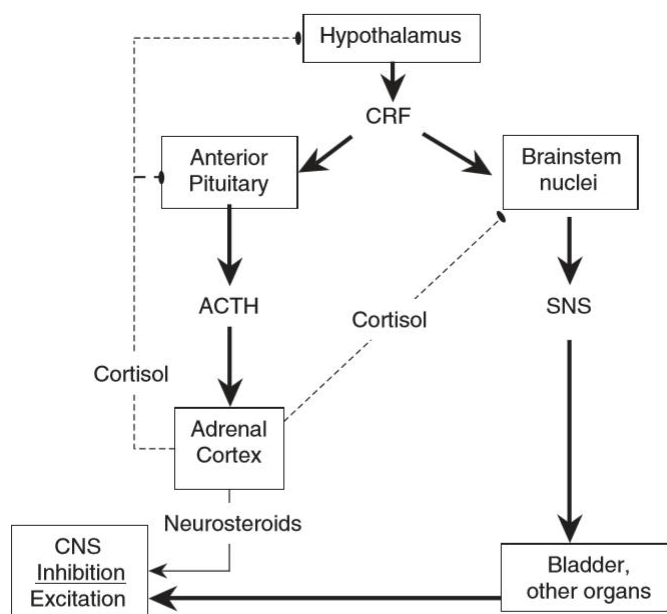 Hypothalamus
CRF
Anterior
Pituitary
Brainstem
nuclei
ACTH
SNS
Cortisol
Cortisol
Adrenal
Cortex
Neurosteroids
CNS
Inhibition
Excitation
Bladder,
other organs